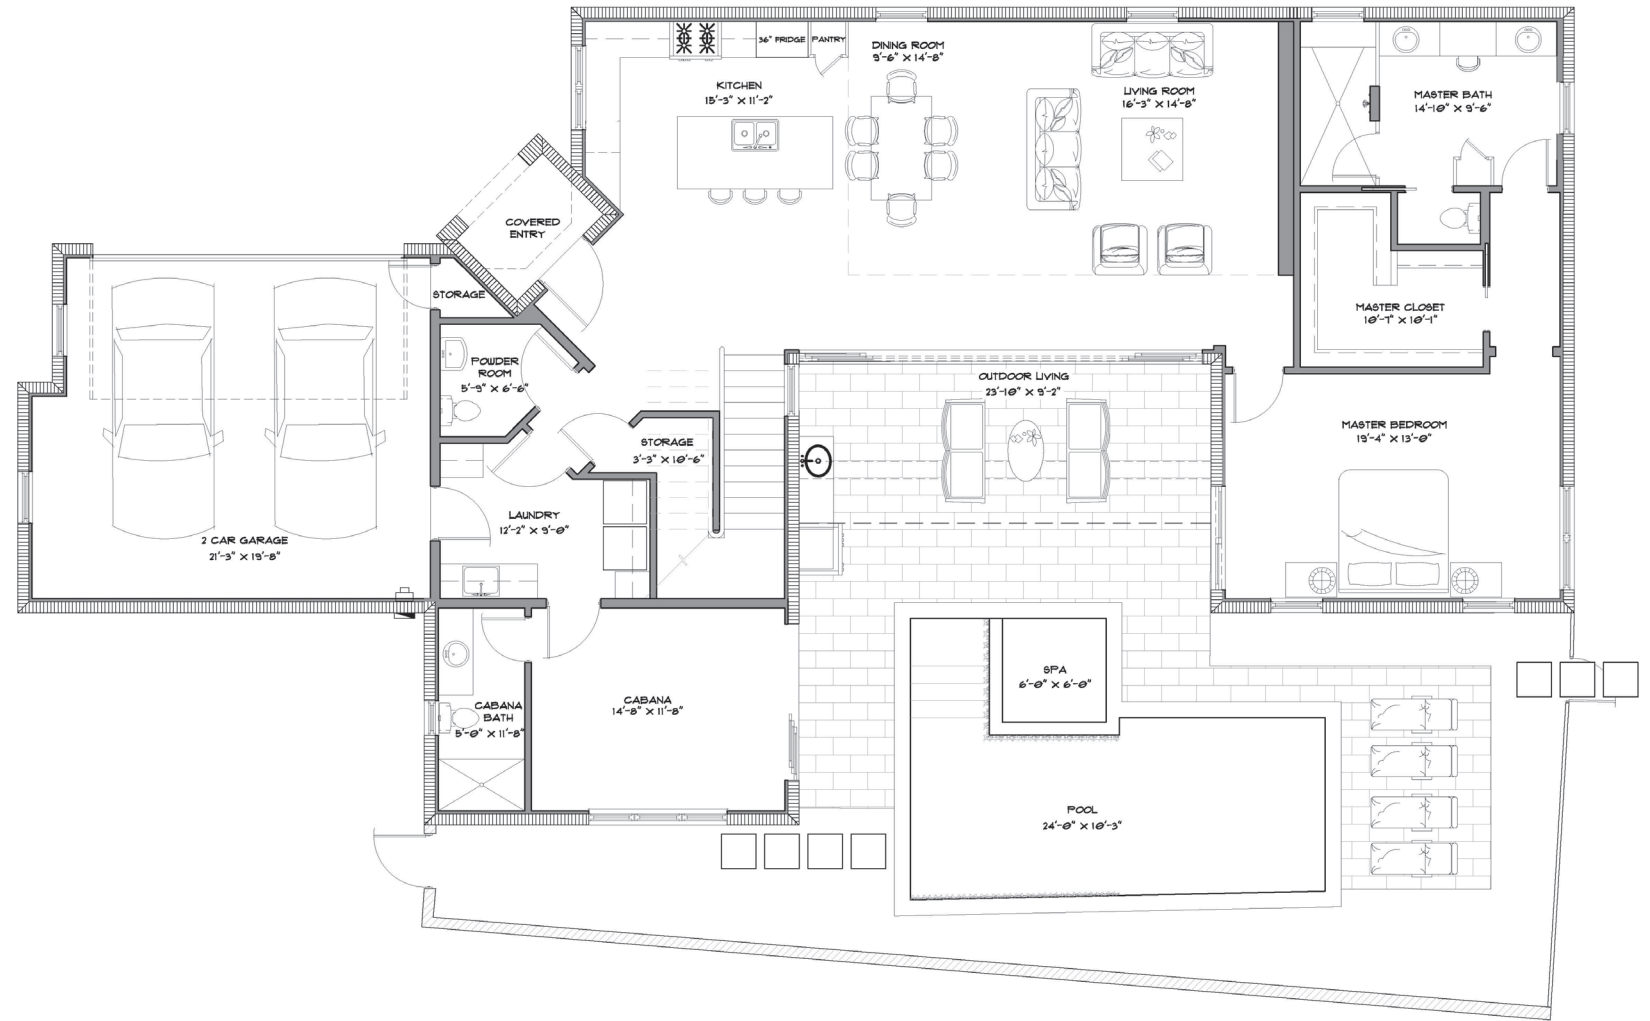 36" FRIDGE
PANTRY
KITCHEN
15'-3" X 11'-2"
DINING ROOM
9'-6" X 14'-8"
LIVING ROOM
16'-3" X 14'-8"
MASTER BATH
14'-10" X 9'-6"
COVERED
ENTRY
STORAGE
MASTER CLOSET
10'-7" X 10'-1"
POWDER
ROOM
5'-9" X 6'-6"
OUTDOOR LIVING
23'-10" X 9'-2"
STORAGE
3'-3" X 10'-6"
MASTER BEDROOM
19'-4" X 13'-0"
LAUNDRY
12'-2" X 9'-0"
2 CAR GARAGE
21'-3" X 19'-8"
SPA
6'-0" X 6'-0"
CABANA
14'-8" X 11'-8"
CABANA
BATH
5'-0" X 11'-8"
POOL
24'-0" X 10'-3"